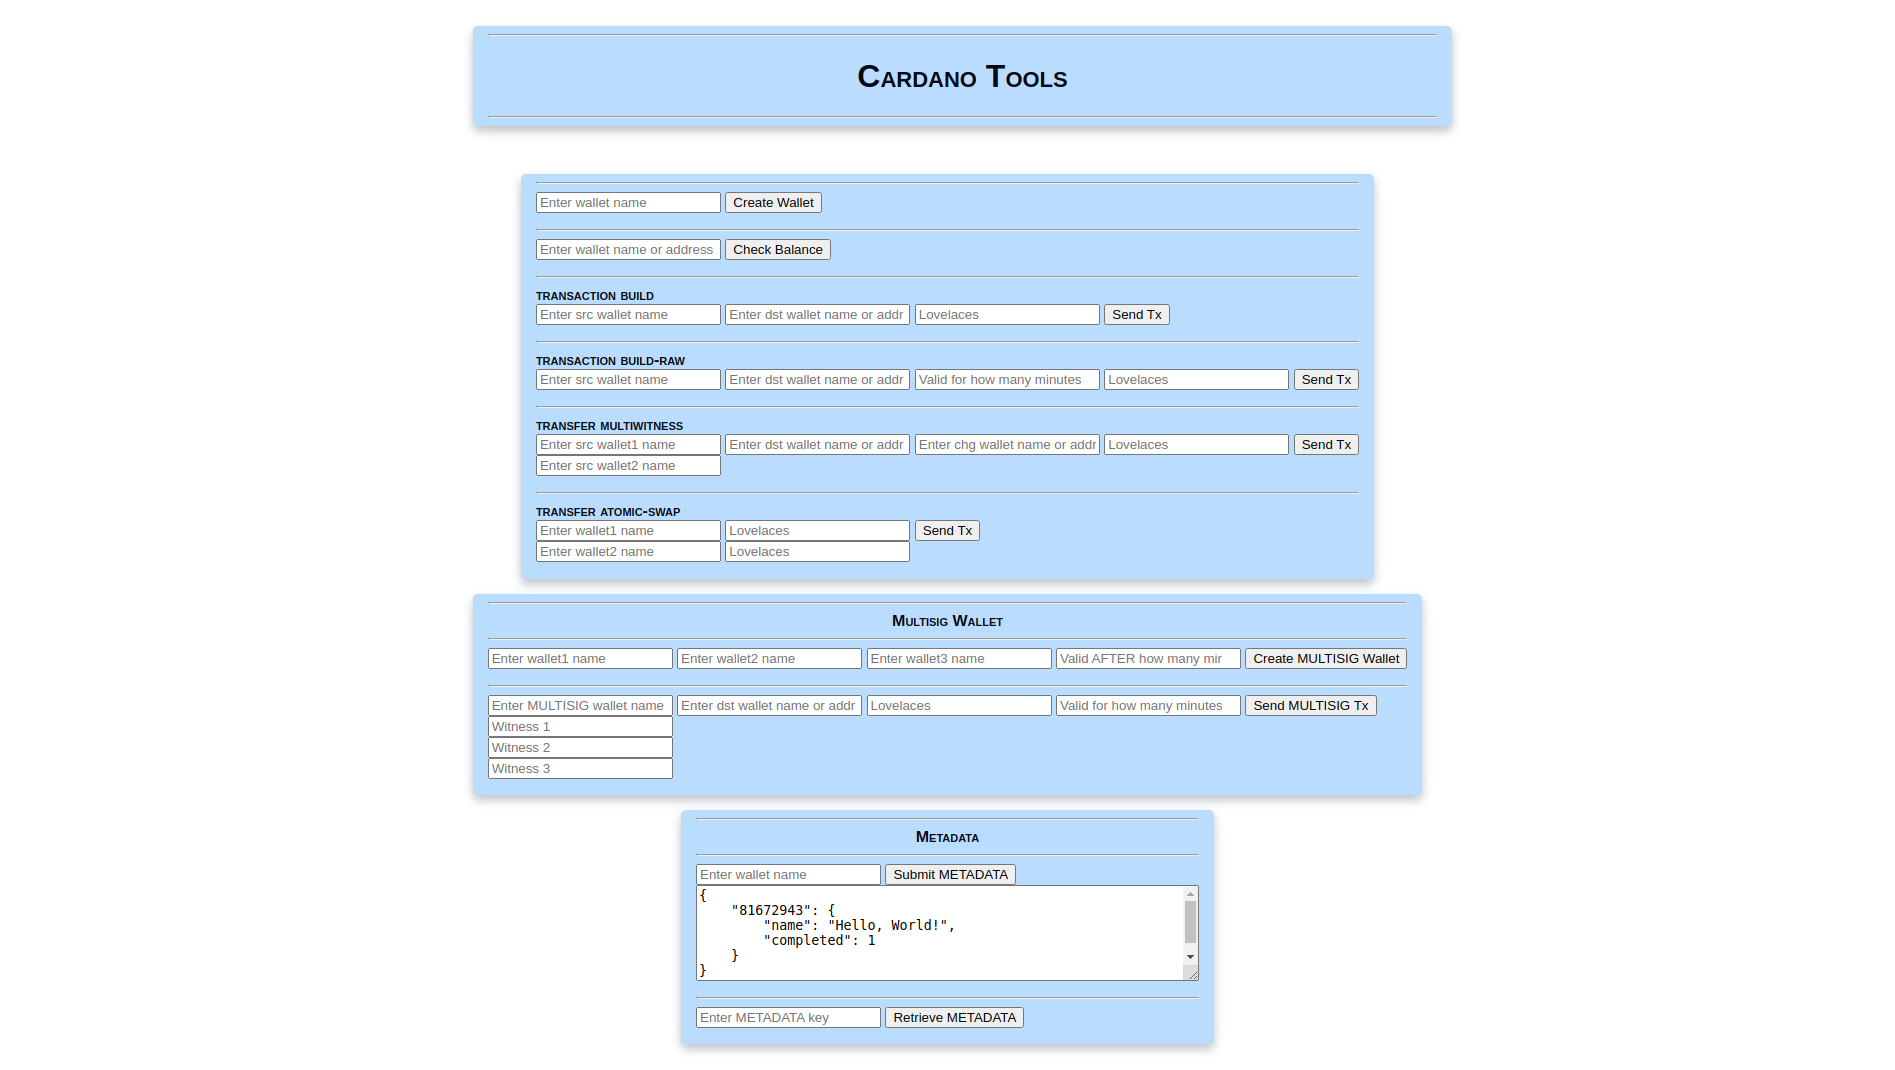 Cardano Tools
Enter wallet name Create Wallet
Enter wallet name or address Check Balance
transaction build
Enter src wallet name Enter dst wallet name or addr Lovelaces Send Tx
transaction build-raw
Enter src wallet name Enter dst wallet name or addr Valid for how many minutes Lovelaces Send Tx
transfer multiwitness
Enter src wallet1 name Enter dst wallet name or addr Enter chg wallet name or addr Lovelaces Send Tx
Enter src wallet2 name
transfer atomic-swap
Enter wallet1 name Lovelaces Send Tx
Enter wallet2 name Lovelaces
Multisig Wallet
Enter wallet1 name Enter wallet2 name Enter wallet3 name Valid AFTER how many mir Create MULTISIG Wallet
Enter MULTISIG wallet name Enter dst wallet name or addr Lovelaces Valid for how many minutes Send MULTISIG Tx
Witness 1
Witness 2
Witness 3
Metadata
Enter wallet name Submit METADATA
{
    "81672943": {
        "name": "Hello, World!",
        "completed": 1
    }
}
Enter METADATA key Retrieve METADATA